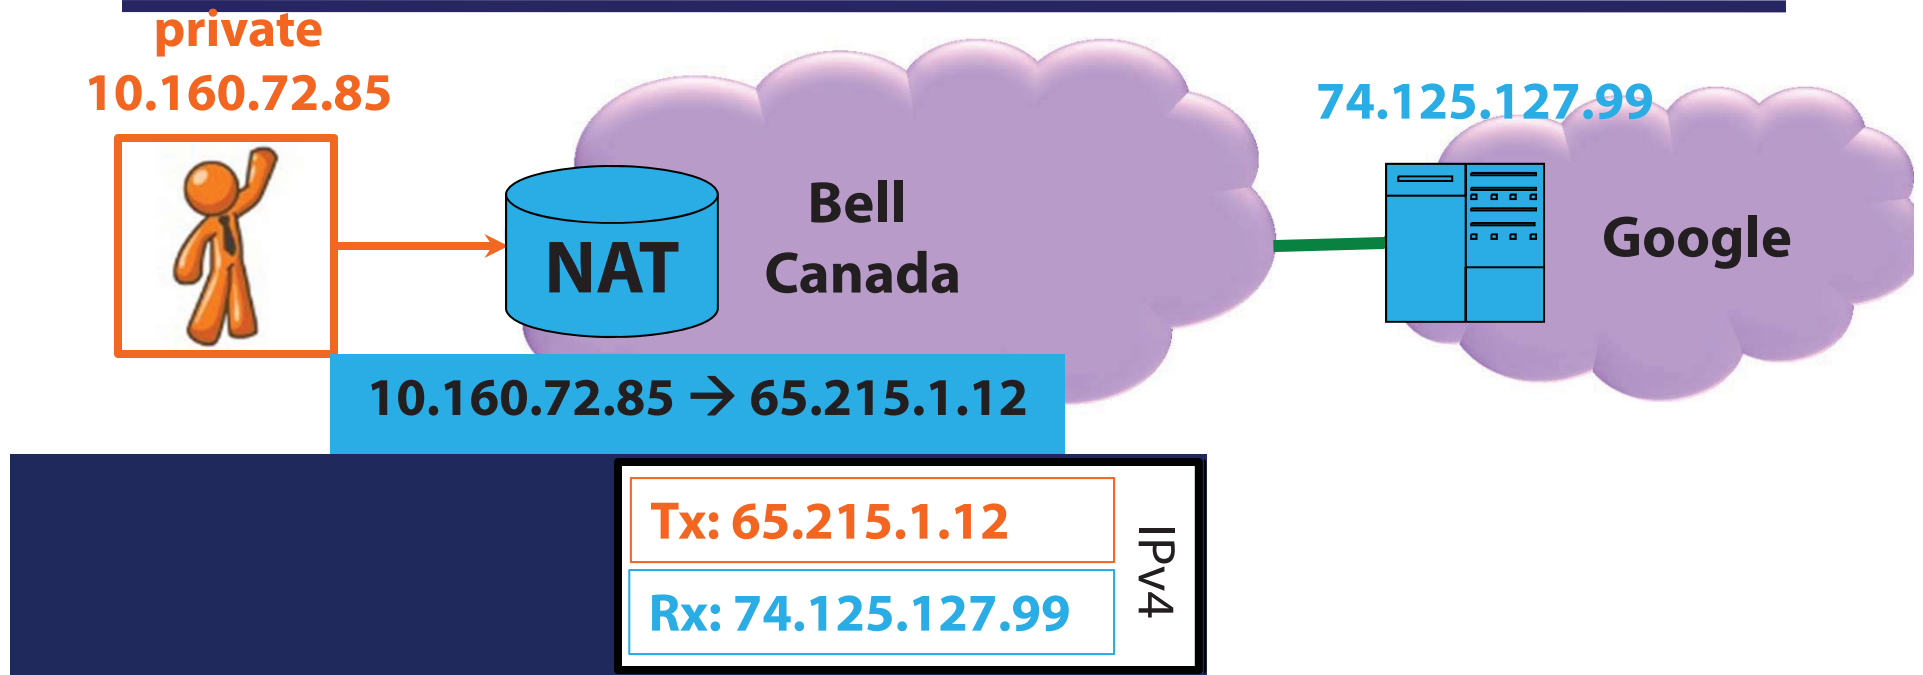 private
10.160.72.85
74.125.127.99
NAT
Bell
Canada
Google
10.160.72.85 → 65.215.1.12
Tx: 65.215.1.12
Rx: 74.125.127.99
IPv4